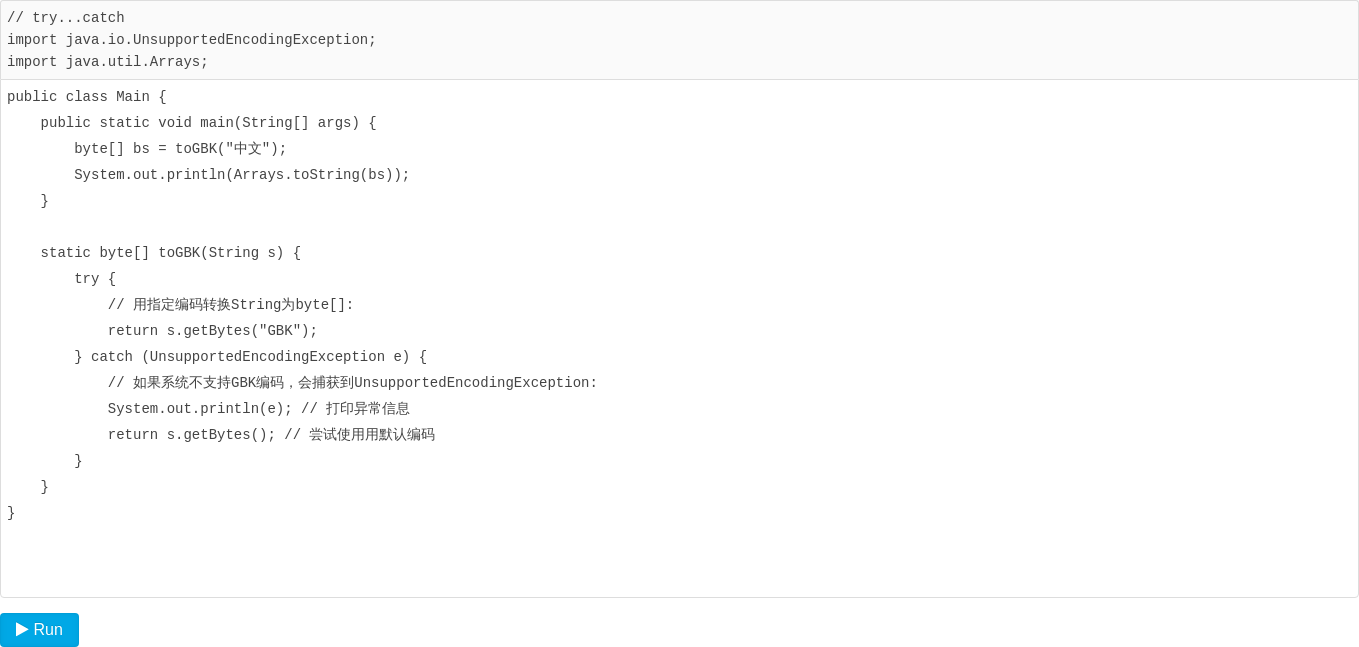 // try...catch
import java.io.UnsupportedEncodingException;
import java.util.Arrays;
public class Main {
    public static void main(String[] args) {
        byte[] bs = toGBK("中文");
        System.out.println(Arrays.toString(bs));
    }
    static byte[] toGBK(String s) {
        try {
            // 用指定编码转换String为byte[]:
            return s.getBytes("GBK");
        } catch (UnsupportedEncodingException e) {
            // 如果系统不支持GBK编码，会捕获到UnsupportedEncodingException:
            System.out.println(e); // 打印异常信息
            return s.getBytes(); // 尝试使用用默认编码
        }
    }
}
Run